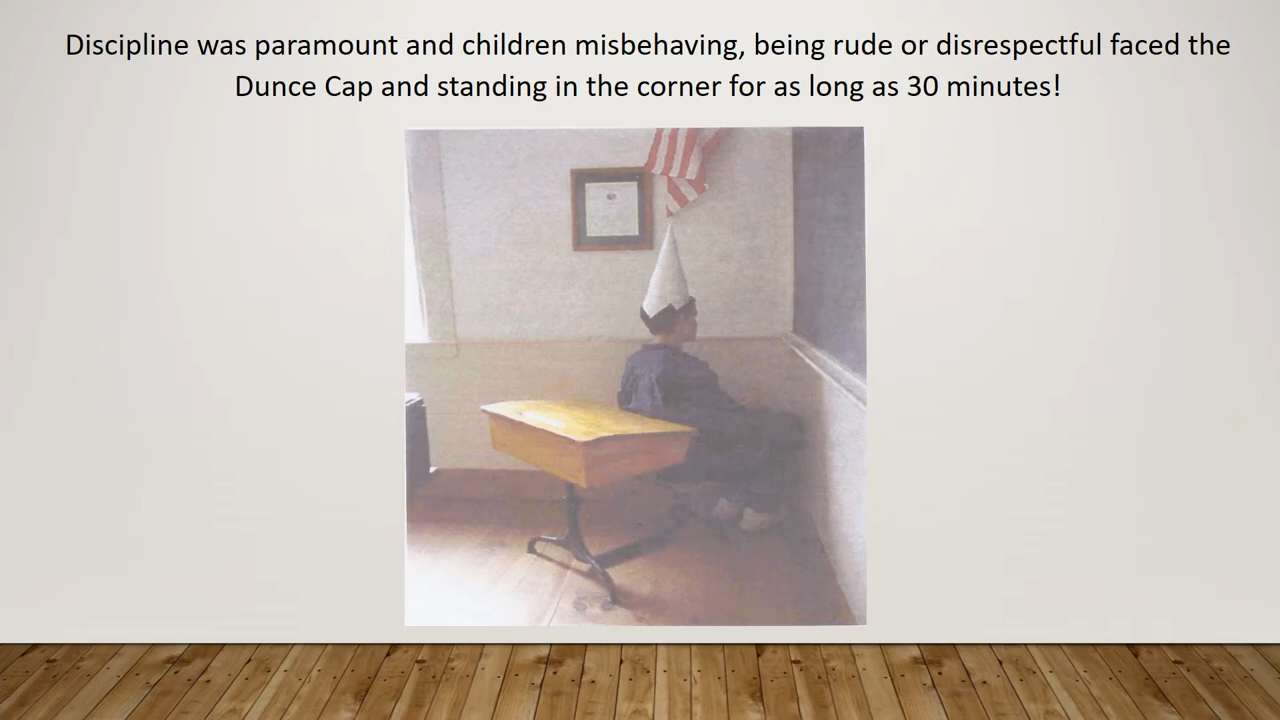 Discipline was paramount and children misbehaving, being rude or disrespectful faced the
Dunce Cap and standing in the corner for as long as 30 minutes!